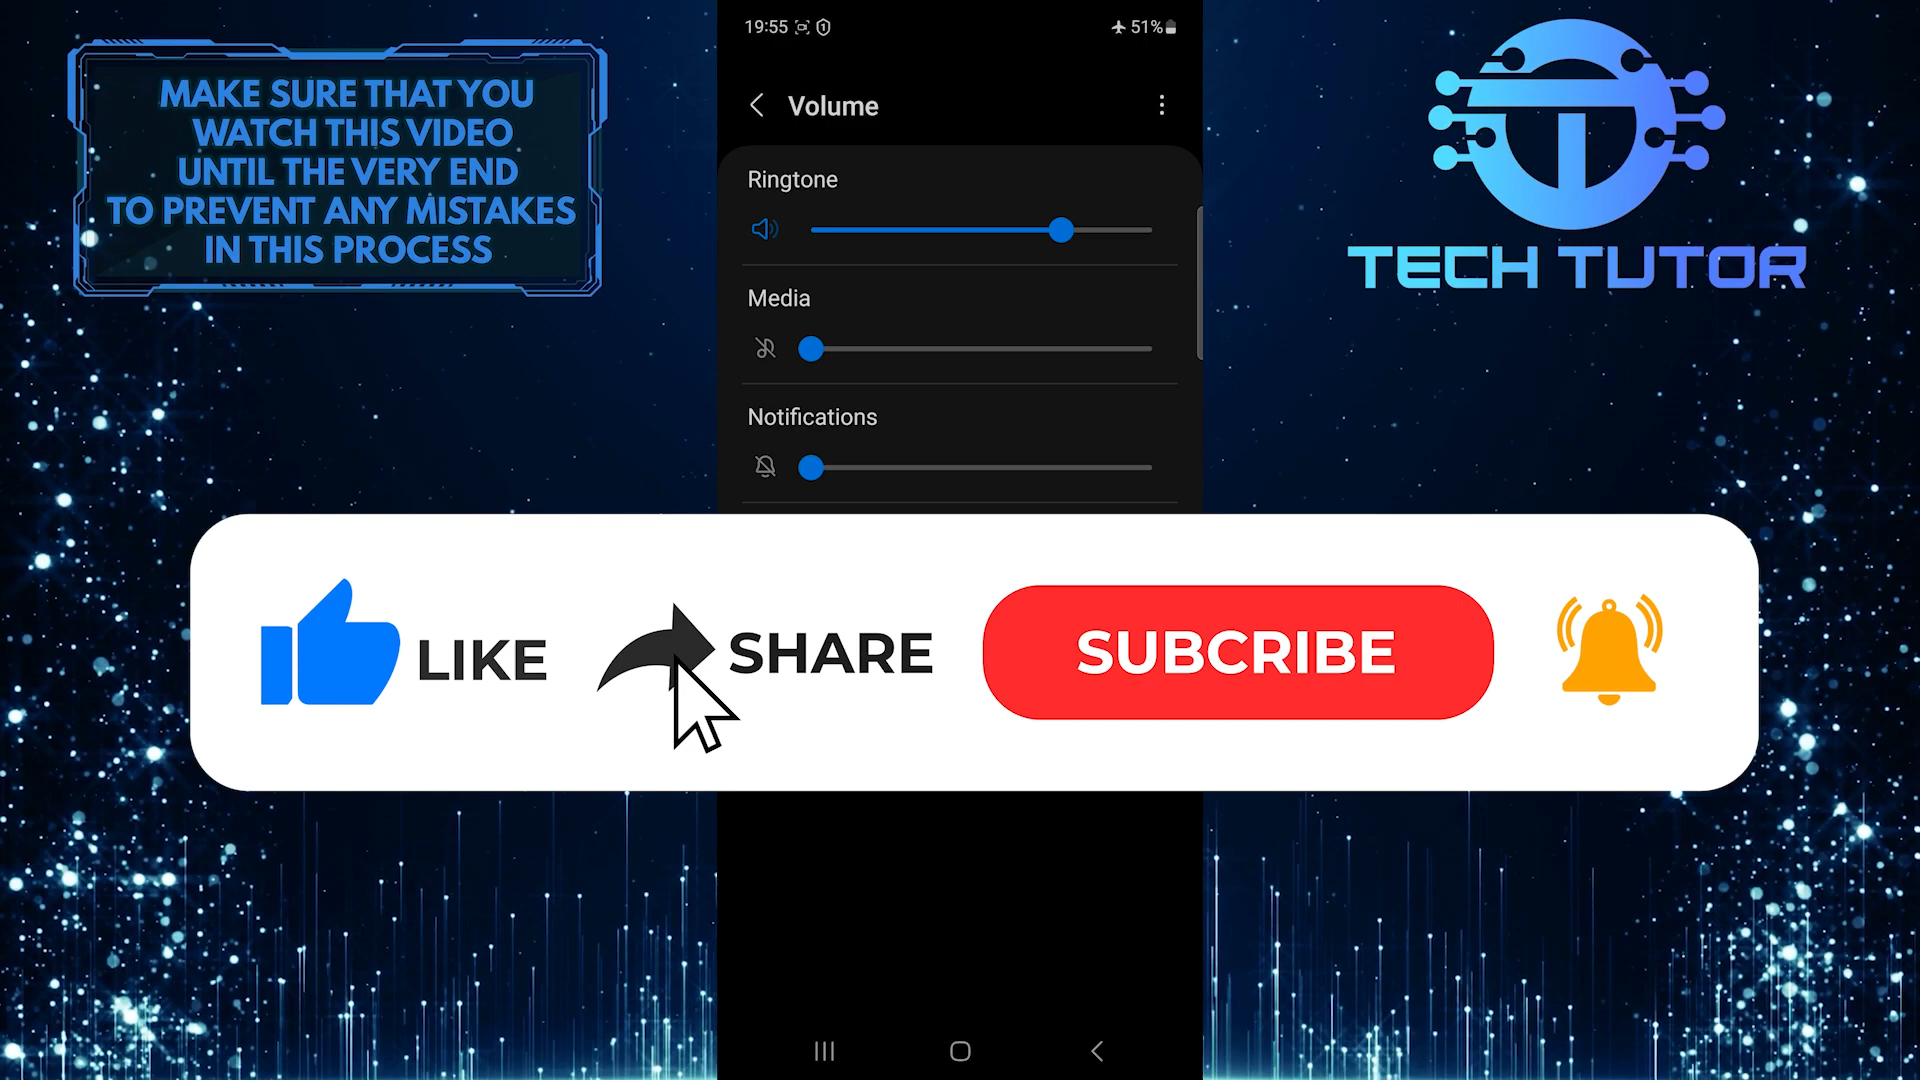 MAKE SURE THAT YOU
WATCH THIS VIDEO
UNTIL THE VERY END
TO PREVENT ANY MISTAKES
IN THIS PROCESS
19:55
51%
Volume
Ringtone
Media
Notifications
TECH TUTOR
LIKE
SHARE
SUBCRIBE